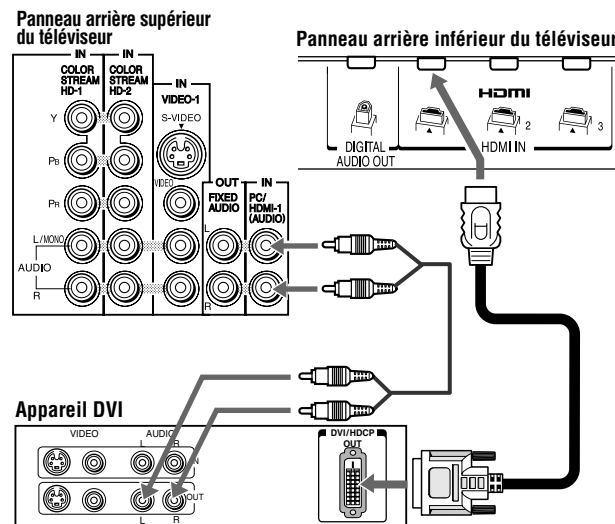 Panneau arrière supérieur
du téléviseur
Panneau arrière inférieur du téléviseur
IN
IN
COLOR
STREAM
HD-1
COLOR
STREAM
HD-2
IN
VIDEO-1
S-VIDEO
Y
PB
PR
VIDEO
L/MONO
AUDIO
R
OUT
FIXED
AUDIO
L
R
IN
PC/
HDMI-1
(AUDIO)
HDMI
2
3
DIGITAL
AUDIO OUT
HDMI IN
Appareil DVI
VIDEO
AUDIO
L
R
IN
OUT
L
R
DVI/HDCP
OUT